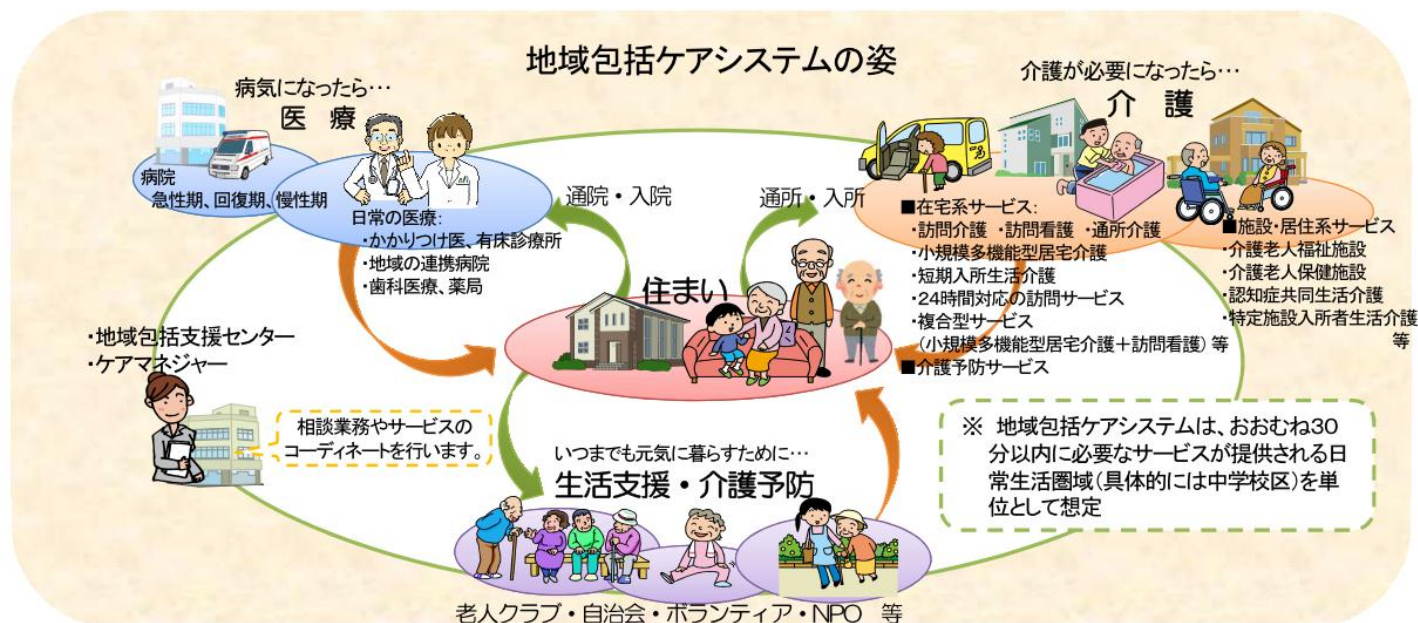 地域包括ケアシステムの姿
病気になったら…
医　療
病院
急性期、回復期、慢性期
日常の医療:
・かかりつけ医、有床診療所
・地域の連携病院
・歯科医療、薬局
通院・入院
通所・入所
介護が必要になったら…
介　護
■在宅系サービス:
・訪問介護　・訪問看護　・通所介護
・小規模多機能型居宅介護
・短期入所生活介護
・24時間対応の訪問サービス
・複合型サービス
（小規模多機能型居宅介護＋訪問看護）等
■介護予防サービス
■施設・居住系サービス
・介護老人福祉施設
・介護老人保健施設
・認知症共同生活介護
・特定施設入所者生活介護
等
住まい
・地域包括支援センター
・ケアマネジャー
相談業務やサービスの
コーディネートを行います。
いつまでも元気に暮らすために…
生活支援・介護予防
老人クラブ・自治会・ボランティア・NPO　等
※　地域包括ケアシステムは、おおむね30
分以内に必要なサービスが提供される日
常生活圏域（具体的には中学校区）を単
位として想定